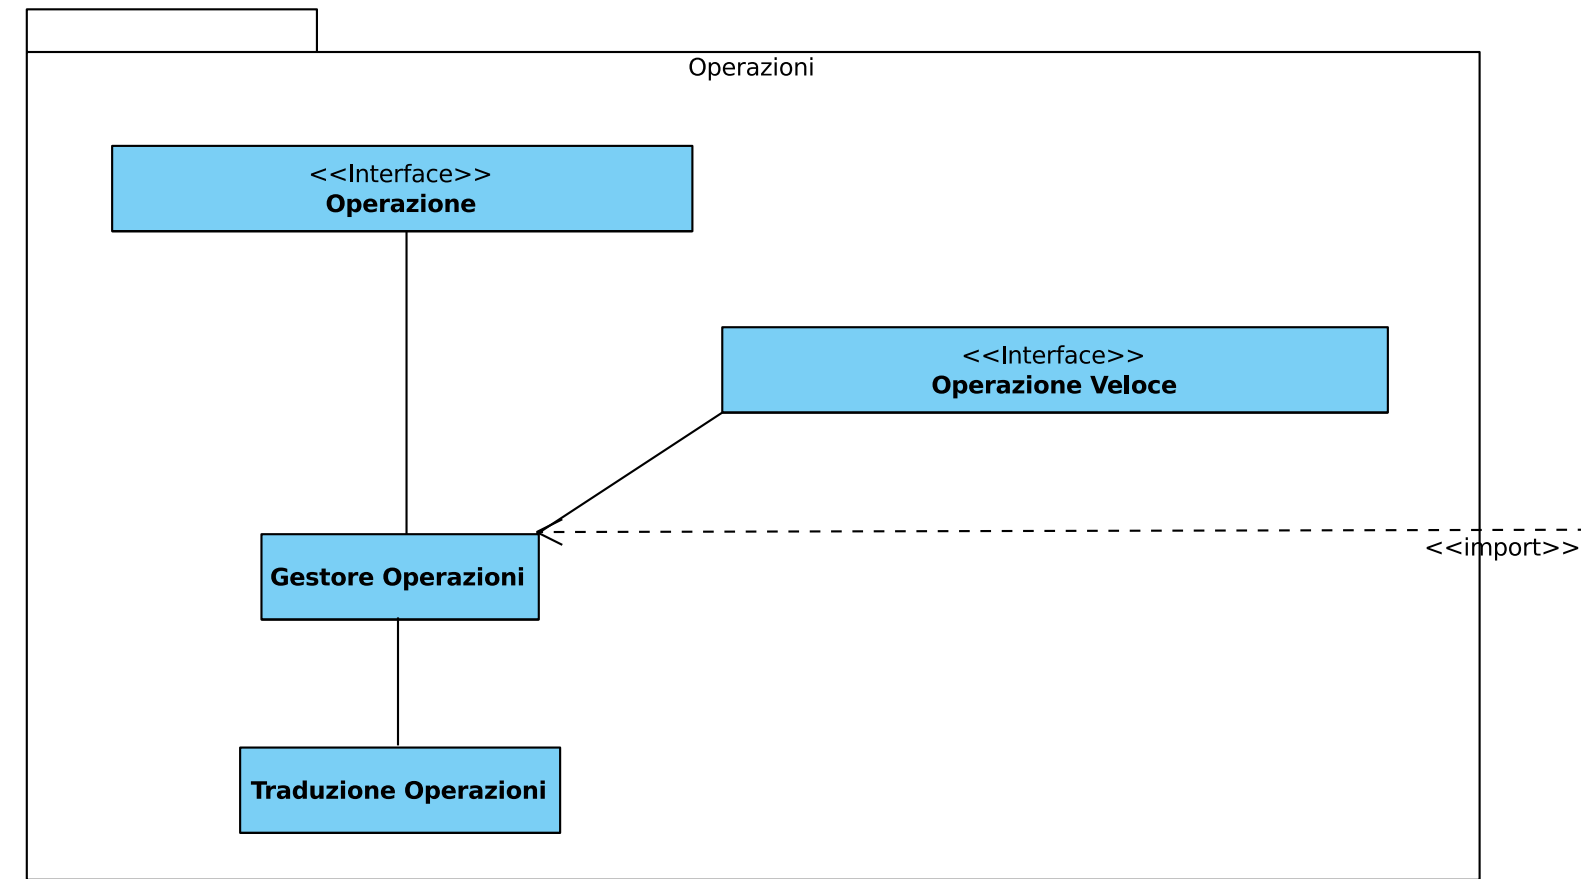 Operazioni
<<Interface>>
Operazione
<<Interface>>
Operazione Veloce
<<import>>
Gestore Operazioni
Traduzione Operazioni